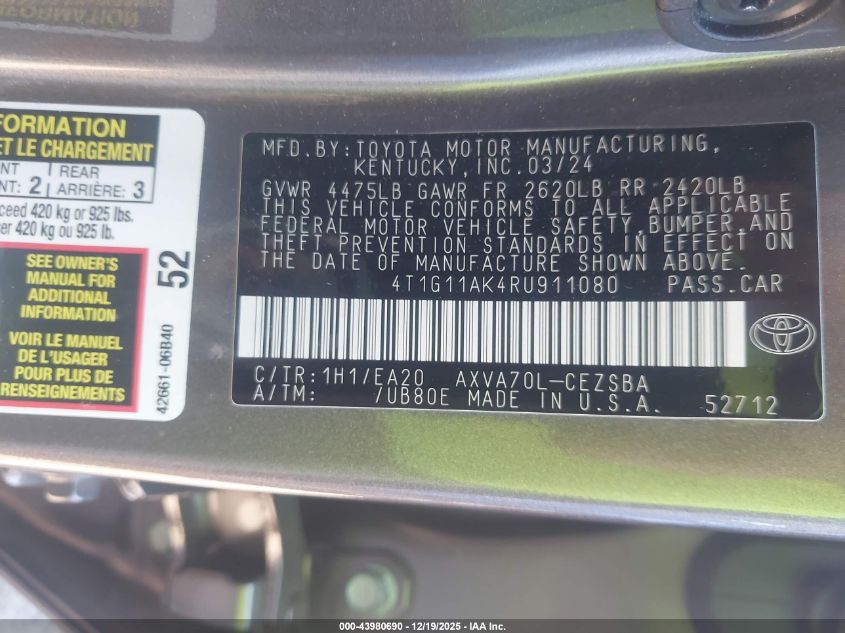 FORMATION
ET LE CHARGEMENT
NT 2 REAR
NT: ARRIÈRE: 3
ceed 420 kg or 925 lbs.
er 420 kg ou 925 lb.
SEE OWNER'S
MANUAL FOR
ADDITIONAL
INFORMATION
VOIR LE MANUEL
DE L'USAGER
POUR PLUS DE
RENSEIGNEMENTS
52
42661-06B40
MFD.BY:TOYOTA MOTOR MANUFACTURING,
KENTUCKY, INC. 03/24
GVWR 4475LB GAWR FR 2620LB RR 2420LB
THIS VEHICLE CONFORMS TO ALL APPLICABLE
FEDERAL MOTOR VEHICLE SAFETY, BUMPER, AND
THEFT PREVENTION STANDARDS IN EFFECT ON
THE DATE OF MANUFACTURE SHOWN ABOVE.
4T1G11AK4RU911080 PASS.CAR
C/TR:1H1/EA20 AXVA70L-CEZSBA
A/TM: /UB80E MADE IN U.S.A. 52712
000-43980690 - 12/19/2025 - IAA Inc.